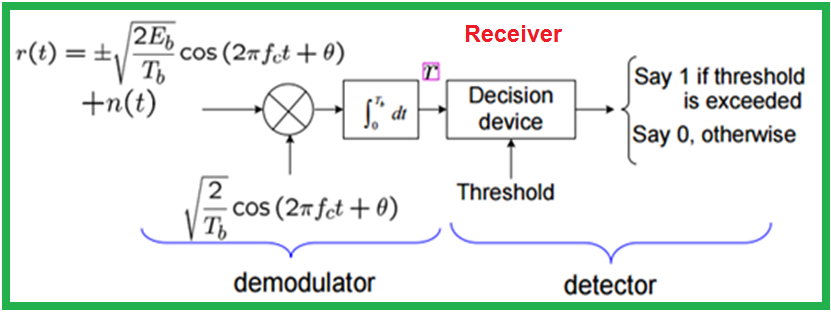 Receiver
r(t) = ±√(2E_b/T_b) cos (2πf_ct + θ)
+n(t)
∫₀^{T_b} dt
r
Decision
device
Say 1 if threshold
is exceeded
Say 0, otherwise
Threshold
√(2/T_b) cos (2πf_ct + θ)
demodulator
detector